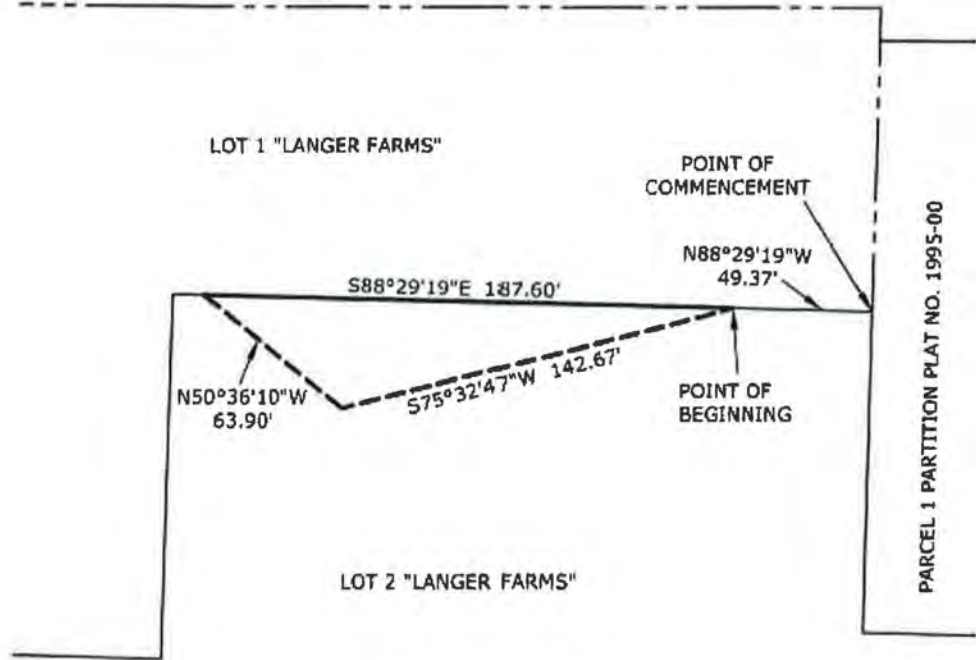 LOT 1 "LANGER FARMS"
POINT OF
COMMENCEMENT
N88°29'19"W
49.37'
S88°29'19"E 187.60'
N50°36'10"W
63.90'
S75°32'47"W 142.67'
POINT OF
BEGINNING
PARCEL 1 PARTITION PLAT NO. 1995-00
LOT 2 "LANGER FARMS"